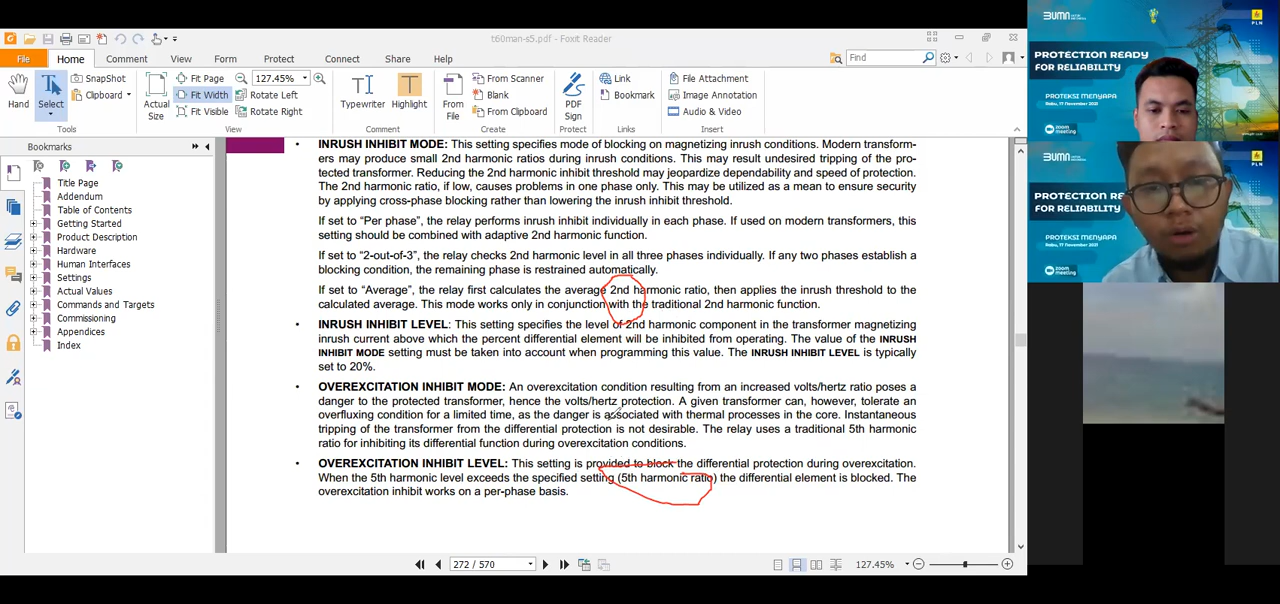 t60man-s5.pdf - Foxit Reader
File
Home
Comment
View
Form
Protect
Connect
Share
Help
Find
Hand
Select
SnapShot
Clipboard
Actual
Size
Fit Page
Fit Width
Fit Visible
127.45%
Rotate Left
Rotate Right
Typewriter
Highlight
From
File
From Scanner
Blank
From Clipboard
PDF
Sign
Link
Bookmark
File Attachment
Image Annotation
Audio & Video
Tools
View
Comment
Create
Protect
Links
Insert
Bookmarks
Title Page
Addendum
Table of Contents
Getting Started
Product Description
Hardware
Human Interfaces
Settings
Actual Values
Commands and Targets
Commissioning
Appendices
Index
• INRUSH INHIBIT MODE: This setting specifies mode of blocking on magnetizing inrush conditions. Modern transform-
ers may produce small 2nd harmonic ratios during inrush conditions. This may result undesired tripping of the pro-
tected transformer. Reducing the 2nd harmonic inhibit threshold may jeopardize dependability and speed of protection.
The 2nd harmonic ratio, if low, causes problems in one phase only. This may be utilized as a mean to ensure security
by applying cross-phase blocking rather than lowering the inrush inhibit threshold.
If set to “Per phase”, the relay performs inrush inhibit individually in each phase. If used on modern transformers, this
setting should be combined with adaptive 2nd harmonic function.
If set to “2-out-of-3”, the relay checks 2nd harmonic level in all three phases individually. If any two phases establish a
blocking condition, the remaining phase is restrained automatically.
If set to “Average”, the relay first calculates the average 2nd harmonic ratio, then applies the inrush threshold to the
calculated average. This mode works only in conjunction with the traditional 2nd harmonic function.
• INRUSH INHIBIT LEVEL: This setting specifies the level of 2nd harmonic component in the transformer magnetizing
inrush current above which the percent differential element will be inhibited from operating. The value of the INRUSH
INHIBIT MODE setting must be taken into account when programming this value. The INRUSH INHIBIT LEVEL is typically
set to 20%.
• OVEREXCITATION INHIBIT MODE: An overexcitation condition resulting from an increased volts/hertz ratio poses a
danger to the protected transformer, hence the volts/hertz protection. A given transformer can, however, tolerate an
overfluxing condition for a limited time, as the danger is associated with thermal processes in the core. Instantaneous
tripping of the transformer from the differential protection is not desirable. The relay uses a traditional 5th harmonic
ratio for inhibiting its differential function during overexcitation conditions.
• OVEREXCITATION INHIBIT LEVEL: This setting is provided to block the differential protection during overexcitation.
When the 5th harmonic level exceeds the specified setting (5th harmonic ratio) the differential element is blocked. The
overexcitation inhibit works on a per-phase basis.
272 / 570
127.45%
BUMN
PLN
PROTECTION READY
FOR RELIABILITY
PROTEKSI MENYAPA
Rabu, 17 November 2021
zoom
meeting
BUMN
PLN
PROTECTION READ
FOR RELIABILITY
PROTEKSI MENYAPA
Rabu, 17 November 2021
zoom
meeting